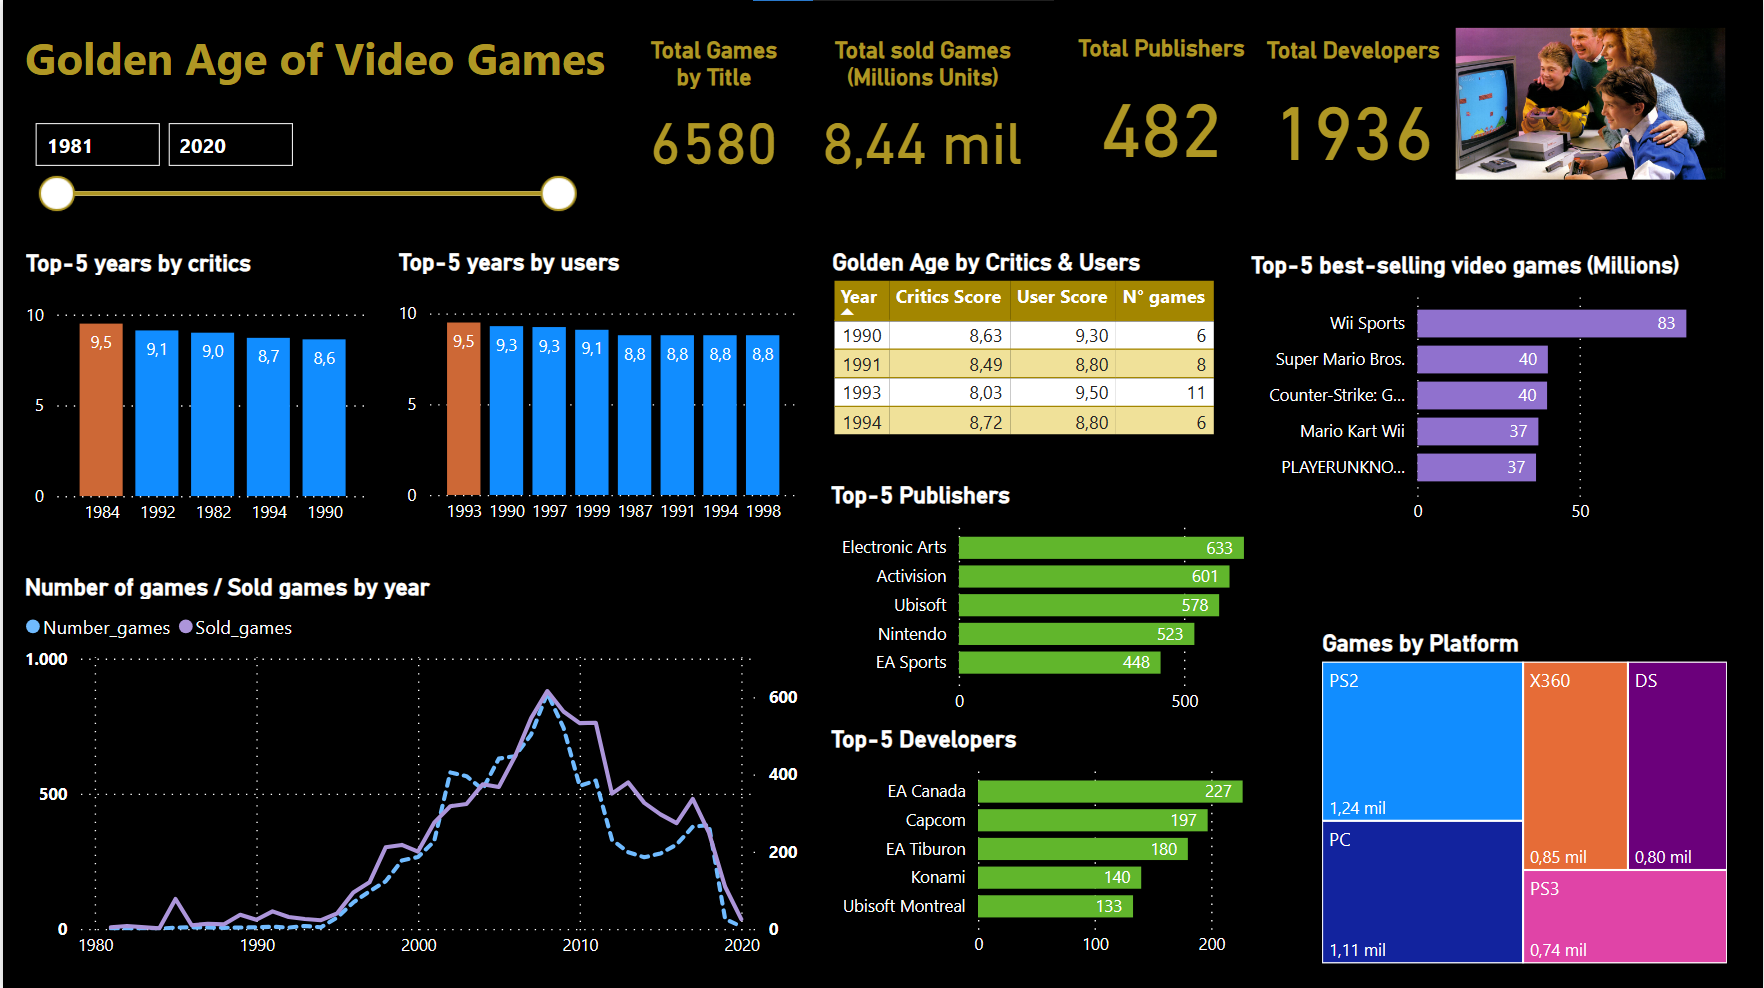 Golden Age of Video Games
1981
2020
Total Games
by Title
6580
Total sold Games
(Millions Units)
8,44 mil
Total Publishers
482
Total Developers
1936
Top-5 years by critics
10
5
0
9,5
9,1
9,0
8,7
8,6
1984 1992 1982 1994 1990
Top-5 years by users
10
5
0
9,5
9,3
9,3
9,1
8,8
8,8
8,8
8,8
1993 1990 1997 1999 1987 1991 1994 1998
Golden Age by Critics & Users
Year Critics Score User Score N° games
1990 8,63 9,30 6
1991 8,49 8,80 8
1993 8,03 9,50 11
1994 8,72 8,80 6
Top-5 best-selling video games (Millions)
Wii Sports 83
Super Mario Bros. 40
Counter-Strike: G... 40
Mario Kart Wii 37
PLAYERUNKNO... 37
0 50
Top-5 Publishers
Electronic Arts 633
Activision 601
Ubisoft 578
Nintendo 523
EA Sports 448
0 500
Number of games / Sold games by year
Number_games Sold_games
1.000
500
0
600
400
200
0
1980 1990 2000 2010 2020
Top-5 Developers
EA Canada 227
Capcom 197
EA Tiburon 180
Konami 140
Ubisoft Montreal 133
0 100 200
Games by Platform
PS2
1,24 mil
PC
1,11 mil
X360
0,85 mil
DS
0,80 mil
PS3
0,74 mil